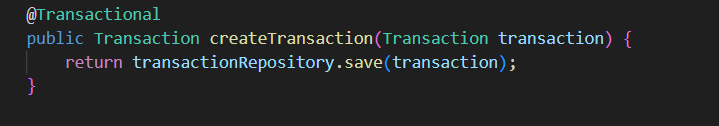 @Transactional
public Transaction createTransaction(Transaction transaction) {
    return transactionRepository.save(transaction);
}